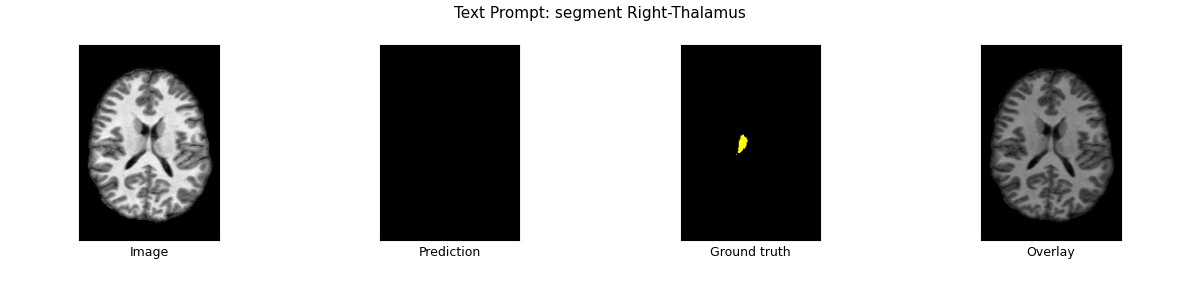 Text Prompt: segment Right-Thalamus
Image
Prediction
Ground truth
Overlay